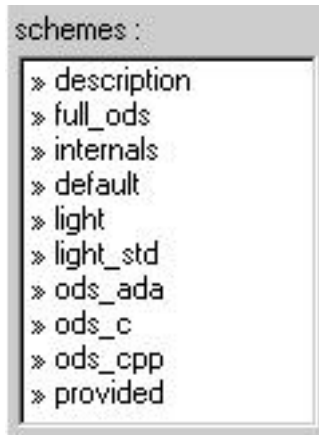 schemes :
» description
» full_ods
» internals
» default
» light
» light_std
» ods_ada
» ods_c
» ods_cpp
» provided